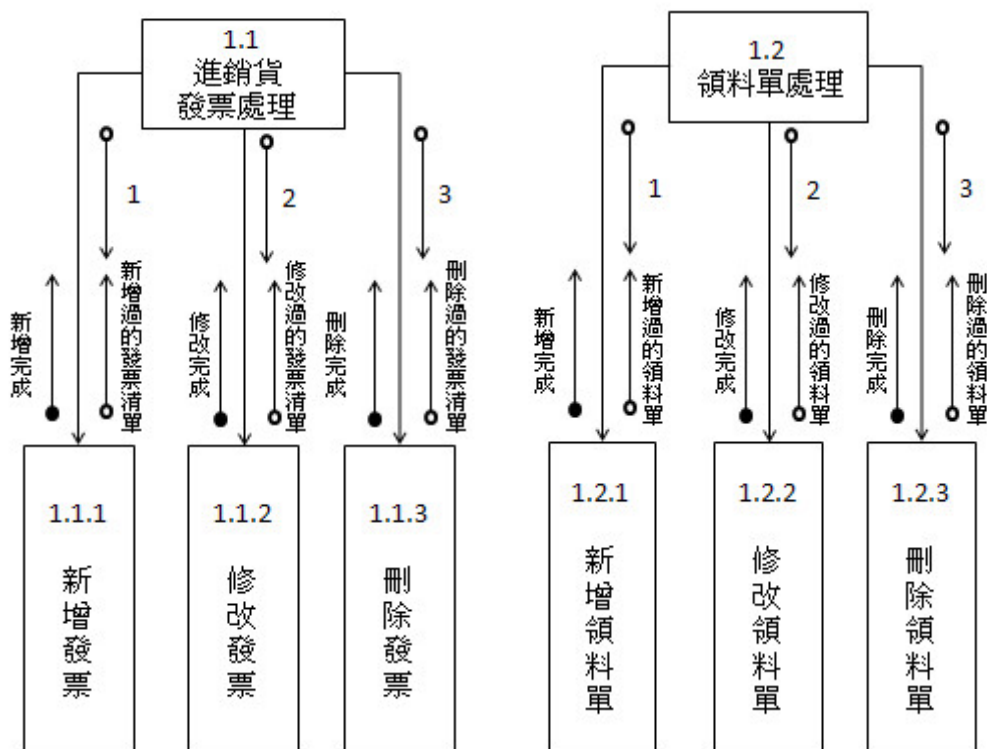 1.1
進銷貨
發票處理
1
2
3
新增完成
新增過的發票清單
修改完成
修改過的發票清單
刪除完成
刪除過的發票清單
1.1.1
新增發票
1.1.2
修改發票
1.1.3
刪除發票
1.2
領料單處理
1
2
3
新增完成
新增過的領料單
修改完成
修改過的領料單
刪除完成
刪除過的領料單
1.2.1
新增領料單
1.2.2
修改領料單
1.2.3
刪除領料單